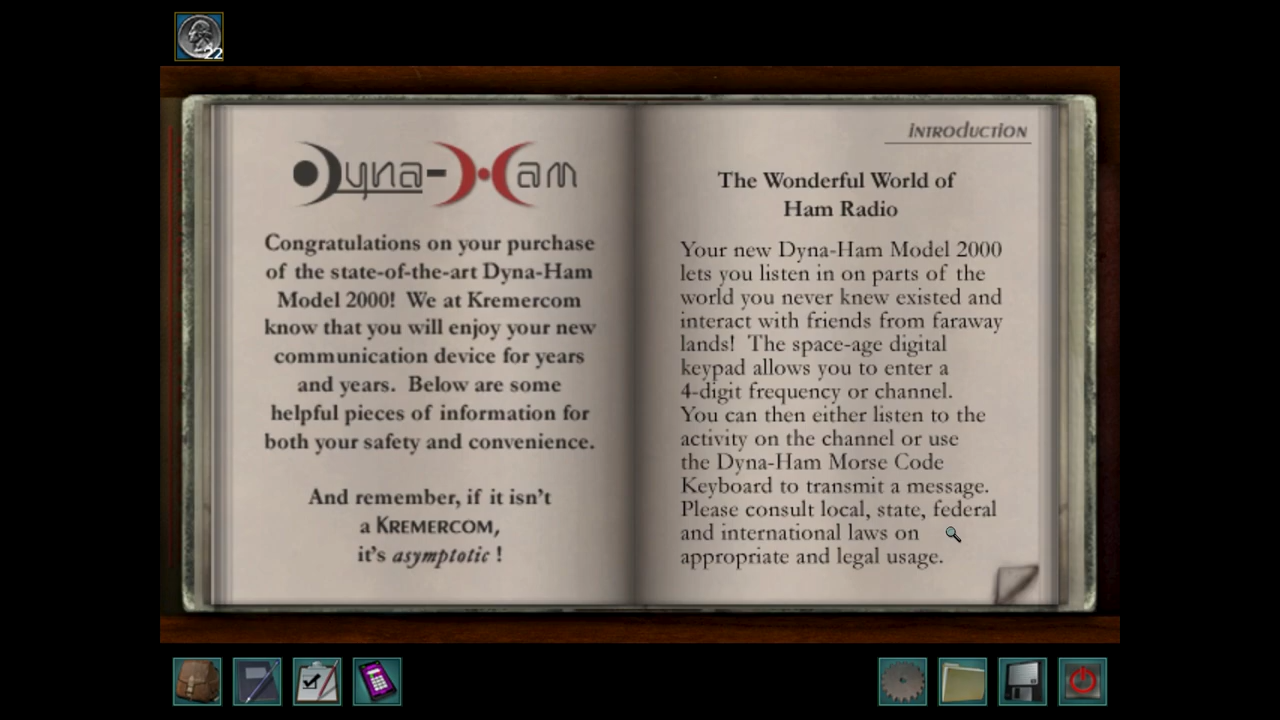 22
Dyna-Ham
Congratulations on your purchase
of the state-of-the-art Dyna-Ham
Model 2000! We at Kremercom
know that you will enjoy your new
communication device for years
and years. Below are some
helpful pieces of information for
both your safety and convenience.
And remember, if it isn't
a KREMERCOM,
it's asymptotic !
INTRODUCTION
The Wonderful World of
Ham Radio
Your new Dyna-Ham Model 2000
lets you listen in on parts of the
world you never knew existed and
interact with friends from faraway
lands! The space-age digital
keypad allows you to enter a
4-digit frequency or channel.
You can then either listen to the
activity on the channel or use
the Dyna-Ham Morse Code
Keyboard to transmit a message.
Please consult local, state, federal
and international laws on
appropriate and legal usage.